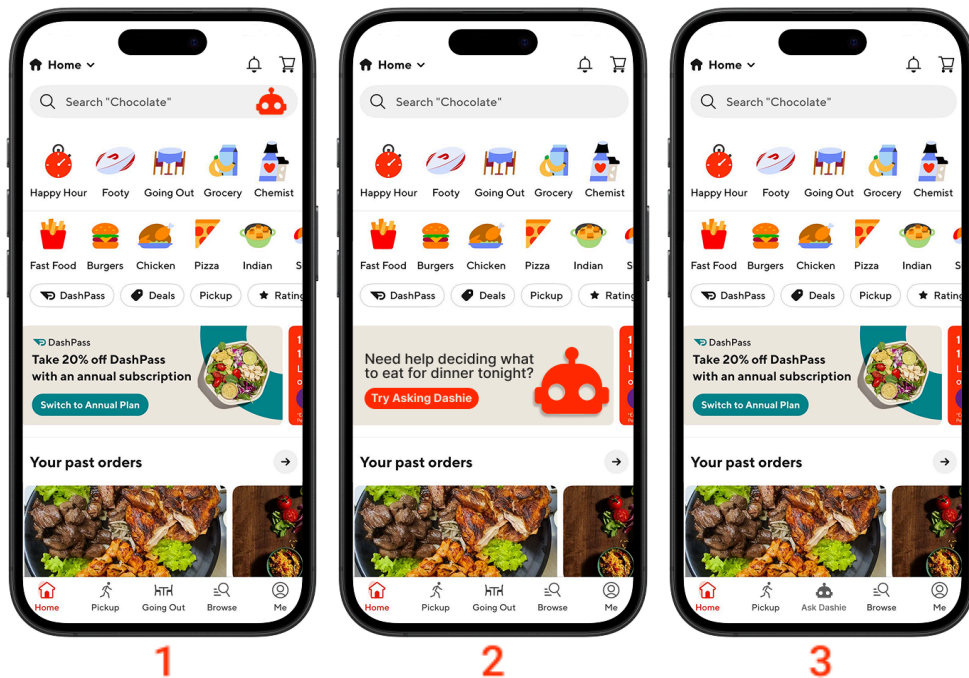 Home
Search "Chocolate"
Happy Hour Footy Going Out Grocery Chemist
Fast Food Burgers Chicken Pizza Indian
DashPass Deals Pickup Rating
DashPass
Take 20% off DashPass
with an annual subscription
Switch to Annual Plan
Your past orders
Home Pickup Going Out Browse Me
1
Home
Search "Chocolate"
Happy Hour Footy Going Out Grocery Chemist
Fast Food Burgers Chicken Pizza Indian
DashPass Deals Pickup Rating
Need help deciding what
to eat for dinner tonight?
Try Asking Dashie
Your past orders
Home Pickup Going Out Browse Me
2
Home
Search "Chocolate"
Happy Hour Footy Going Out Grocery Chemist
Fast Food Burgers Chicken Pizza Indian
DashPass Deals Pickup Rating
DashPass
Take 20% off DashPass
with an annual subscription
Switch to Annual Plan
Your past orders
Home Pickup Ask Dashie Browse Me
3